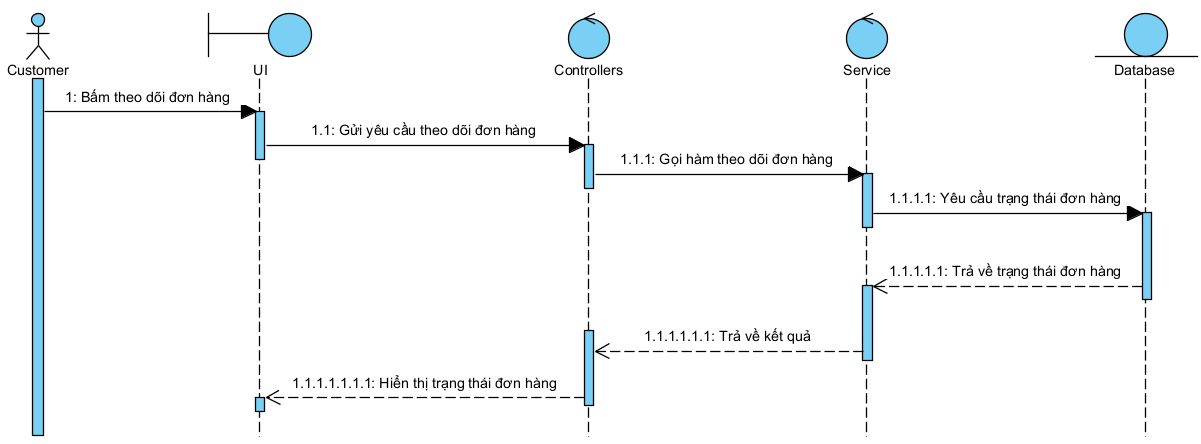 Customer
UI
Controllers
Service
Database
1: Bấm theo dõi đơn hàng
1.1: Gửi yêu cầu theo dõi đơn hàng
1.1.1: Gọi hàm theo dõi đơn hàng
1.1.1.1: Yêu cầu trạng thái đơn hàng
1.1.1.1.1: Trả về trạng thái đơn hàng
1.1.1.1.1.1: Trả về kết quả
1.1.1.1.1.1.1: Hiển thị trạng thái đơn hàng